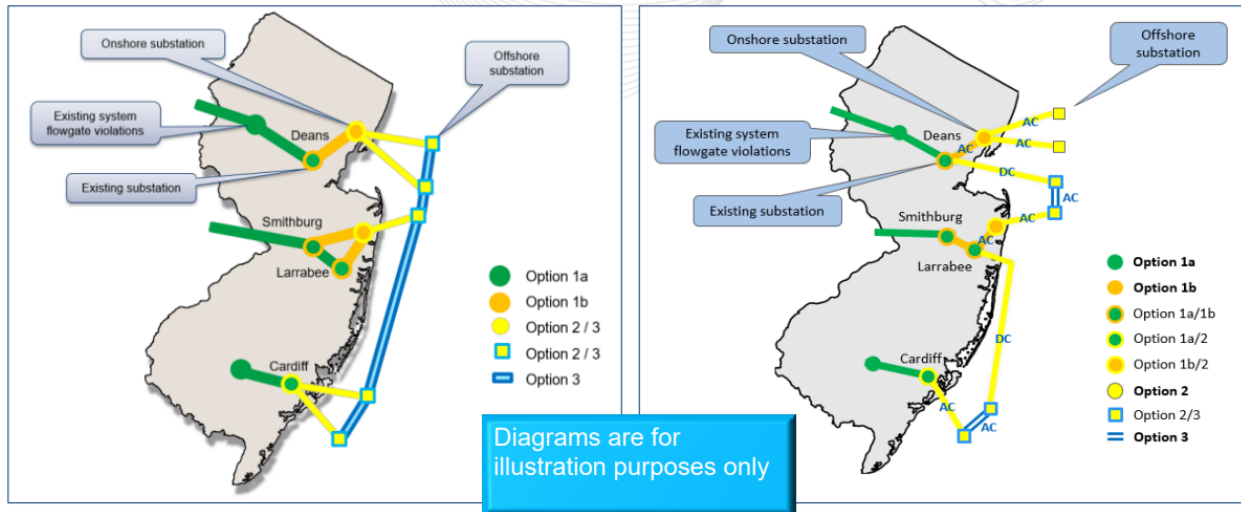 Onshore substation
Offshore
substation
Existing system
flowgate violations
Deans
Existing substation
Smithburg
Larrabee
Cardiff
Option 1a
Option 1b
Option 2 / 3
Option 2 / 3
Option 3
Onshore substation
Offshore
substation
AC
Deans
Existing system
flowgate violations
AC
AC
DC
Existing substation
AC
Smithburg
AC
AC
Larrabee
DC
Cardiff
AC
AC
Option 1a
Option 1b
Option 1a/1b
Option 1a/2
Option 1b/2
Option 2
Option 2/3
Option 3
Diagrams are for
illustration purposes only